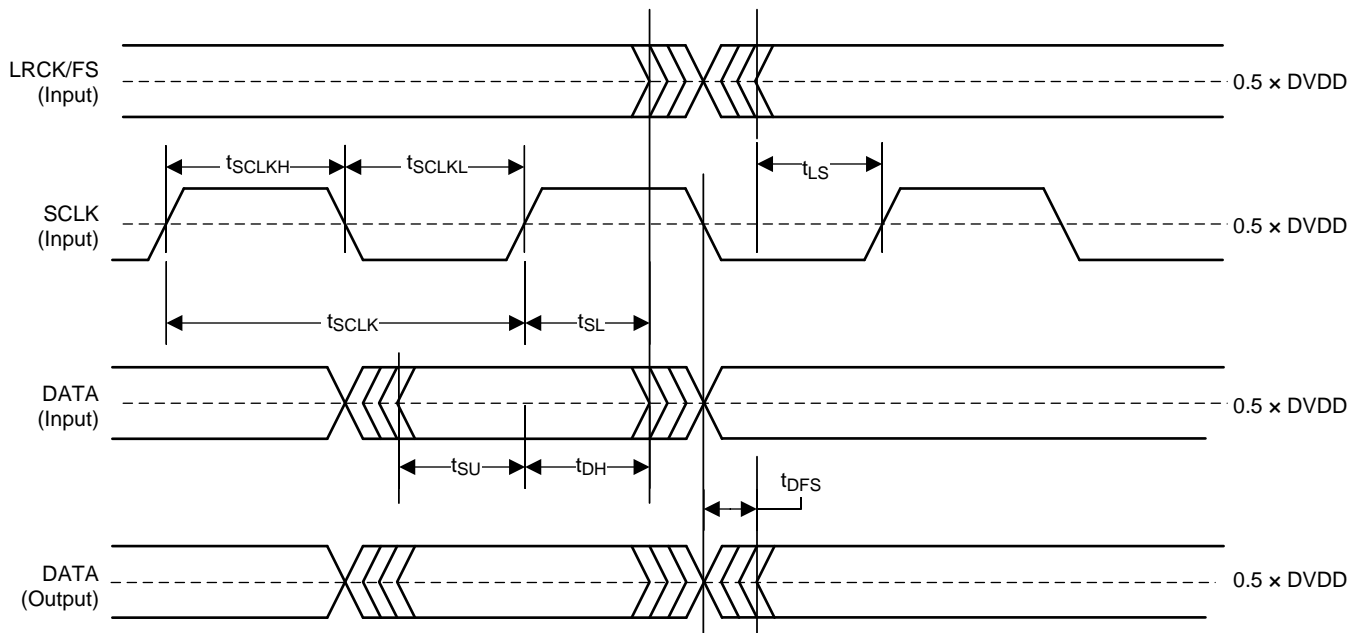 LRCK/FS
(Input)
0.5 × DVDD
tSCLKH
tSCLKL
tLS
SCLK
(Input)
0.5 × DVDD
tSCLK
tSL
DATA
(Input)
0.5 × DVDD
tSU
tDH
tDFS
DATA
(Output)
0.5 × DVDD